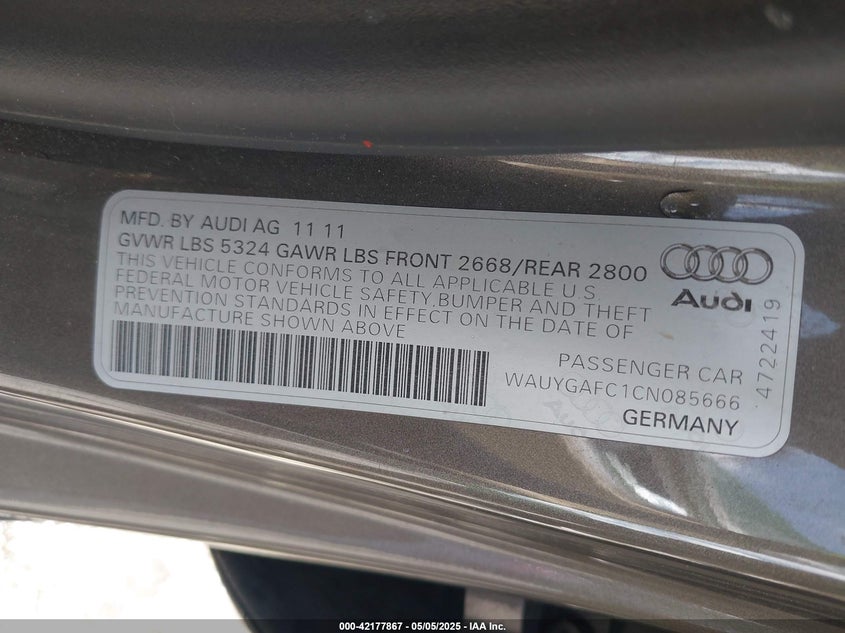 MFD. BY AUDI AG 11 11
GVWR LBS 5324 GAWR LBS FRONT 2668/REAR 2800
THIS VEHICLE CONFORMS TO ALL APPLICABLE U S
FEDERAL MOTOR VEHICLE SAFETY,BUMPER AND THEFT
PREVENTION STANDARDS IN EFFECT ON THE DATE OF
MANUFACTURE SHOWN ABOVE
Audi
4722419
PASSENGER CAR
WAUYGAFC1CN085666
GERMANY
000-42177867 - 05/05/2025 - IAA Inc.